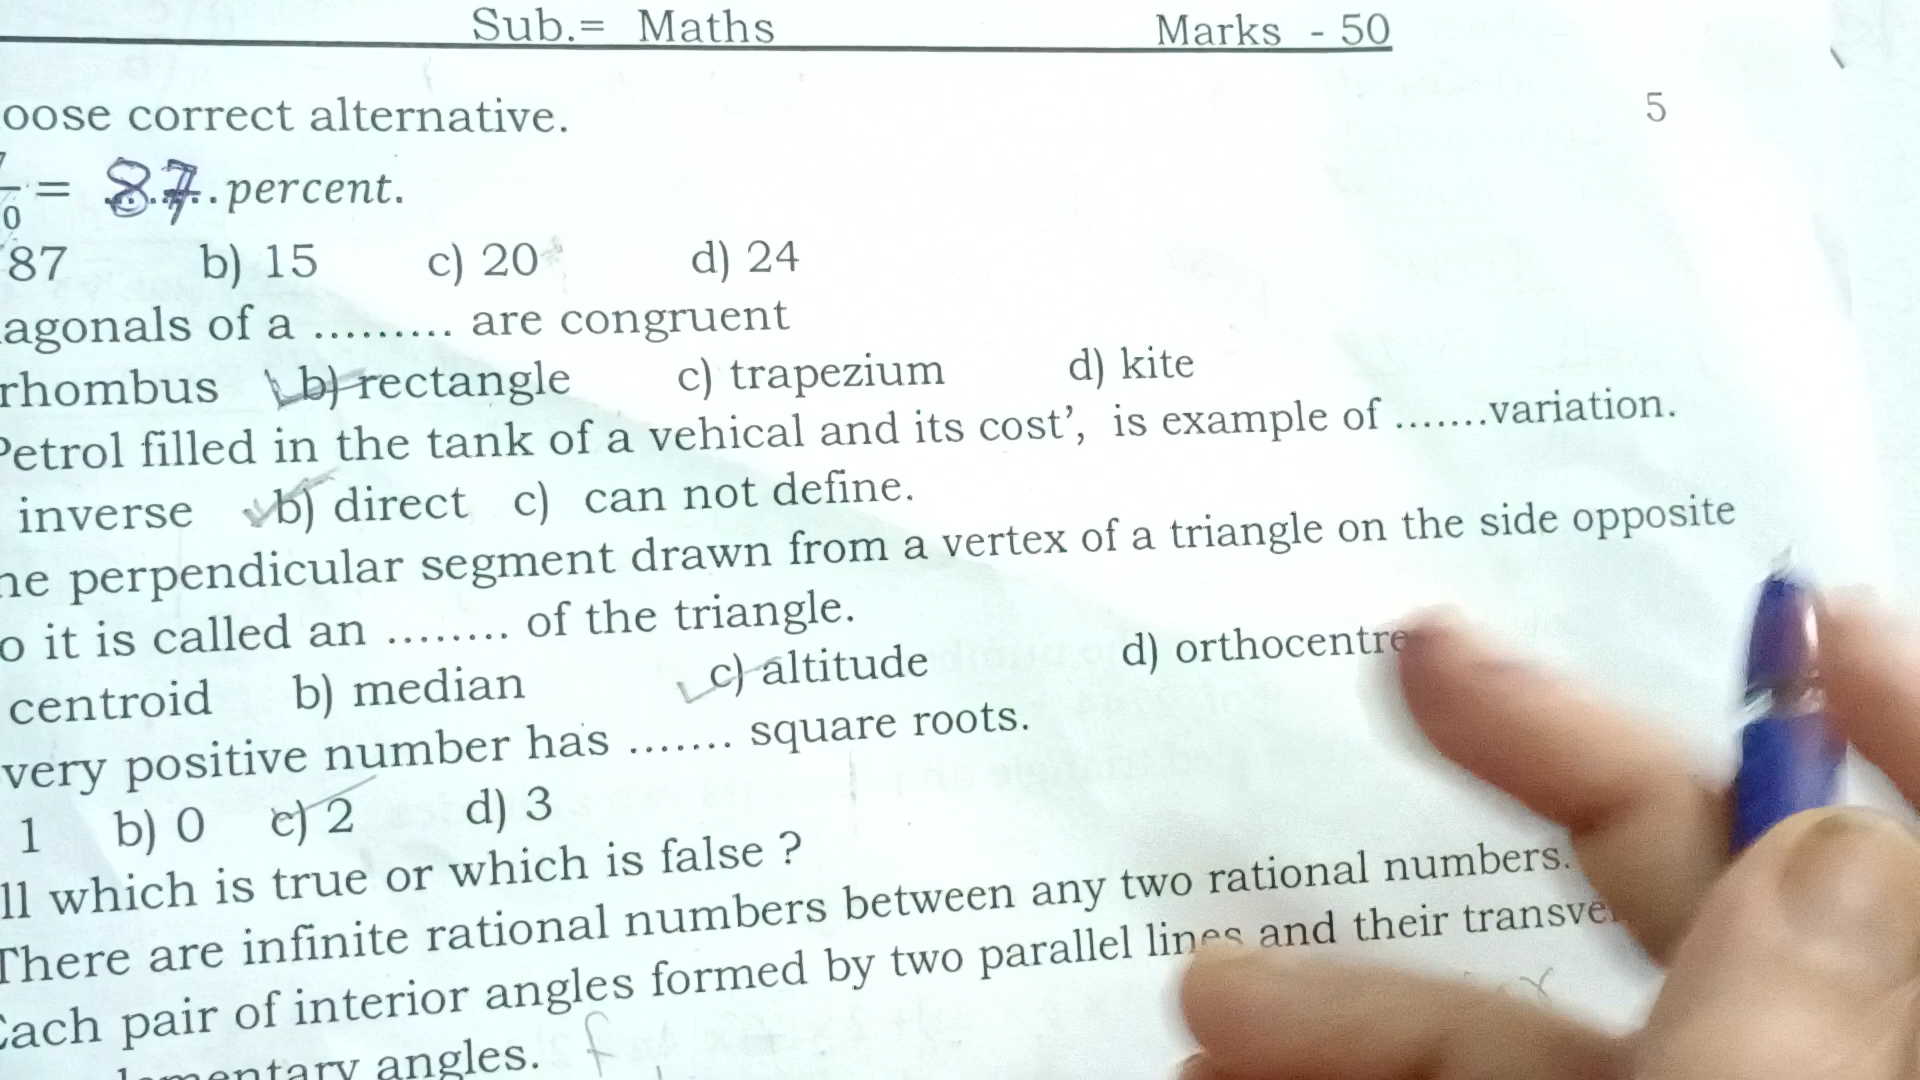 Sub.= Maths Marks - 50
oose correct alternative. 5
= 87 percent.
0
87 b) 15 c) 20 d) 24
agonals of a ......... are congruent
rhombus b) rectangle c) trapezium d) kite
Petrol filled in the tank of a vehical and its cost', is example of .......variation.
inverse b) direct c) can not define.
he perpendicular segment drawn from a vertex of a triangle on the side opposite
o it is called an ........ of the triangle.
centroid b) median c) altitude d) orthocentre
very positive number has ....... square roots.
1 b) 0 c) 2 d) 3
ll which is true or which is false ?
There are infinite rational numbers between any two rational numbers.
Each pair of interior angles formed by two parallel lines and their transve
lementary angles.